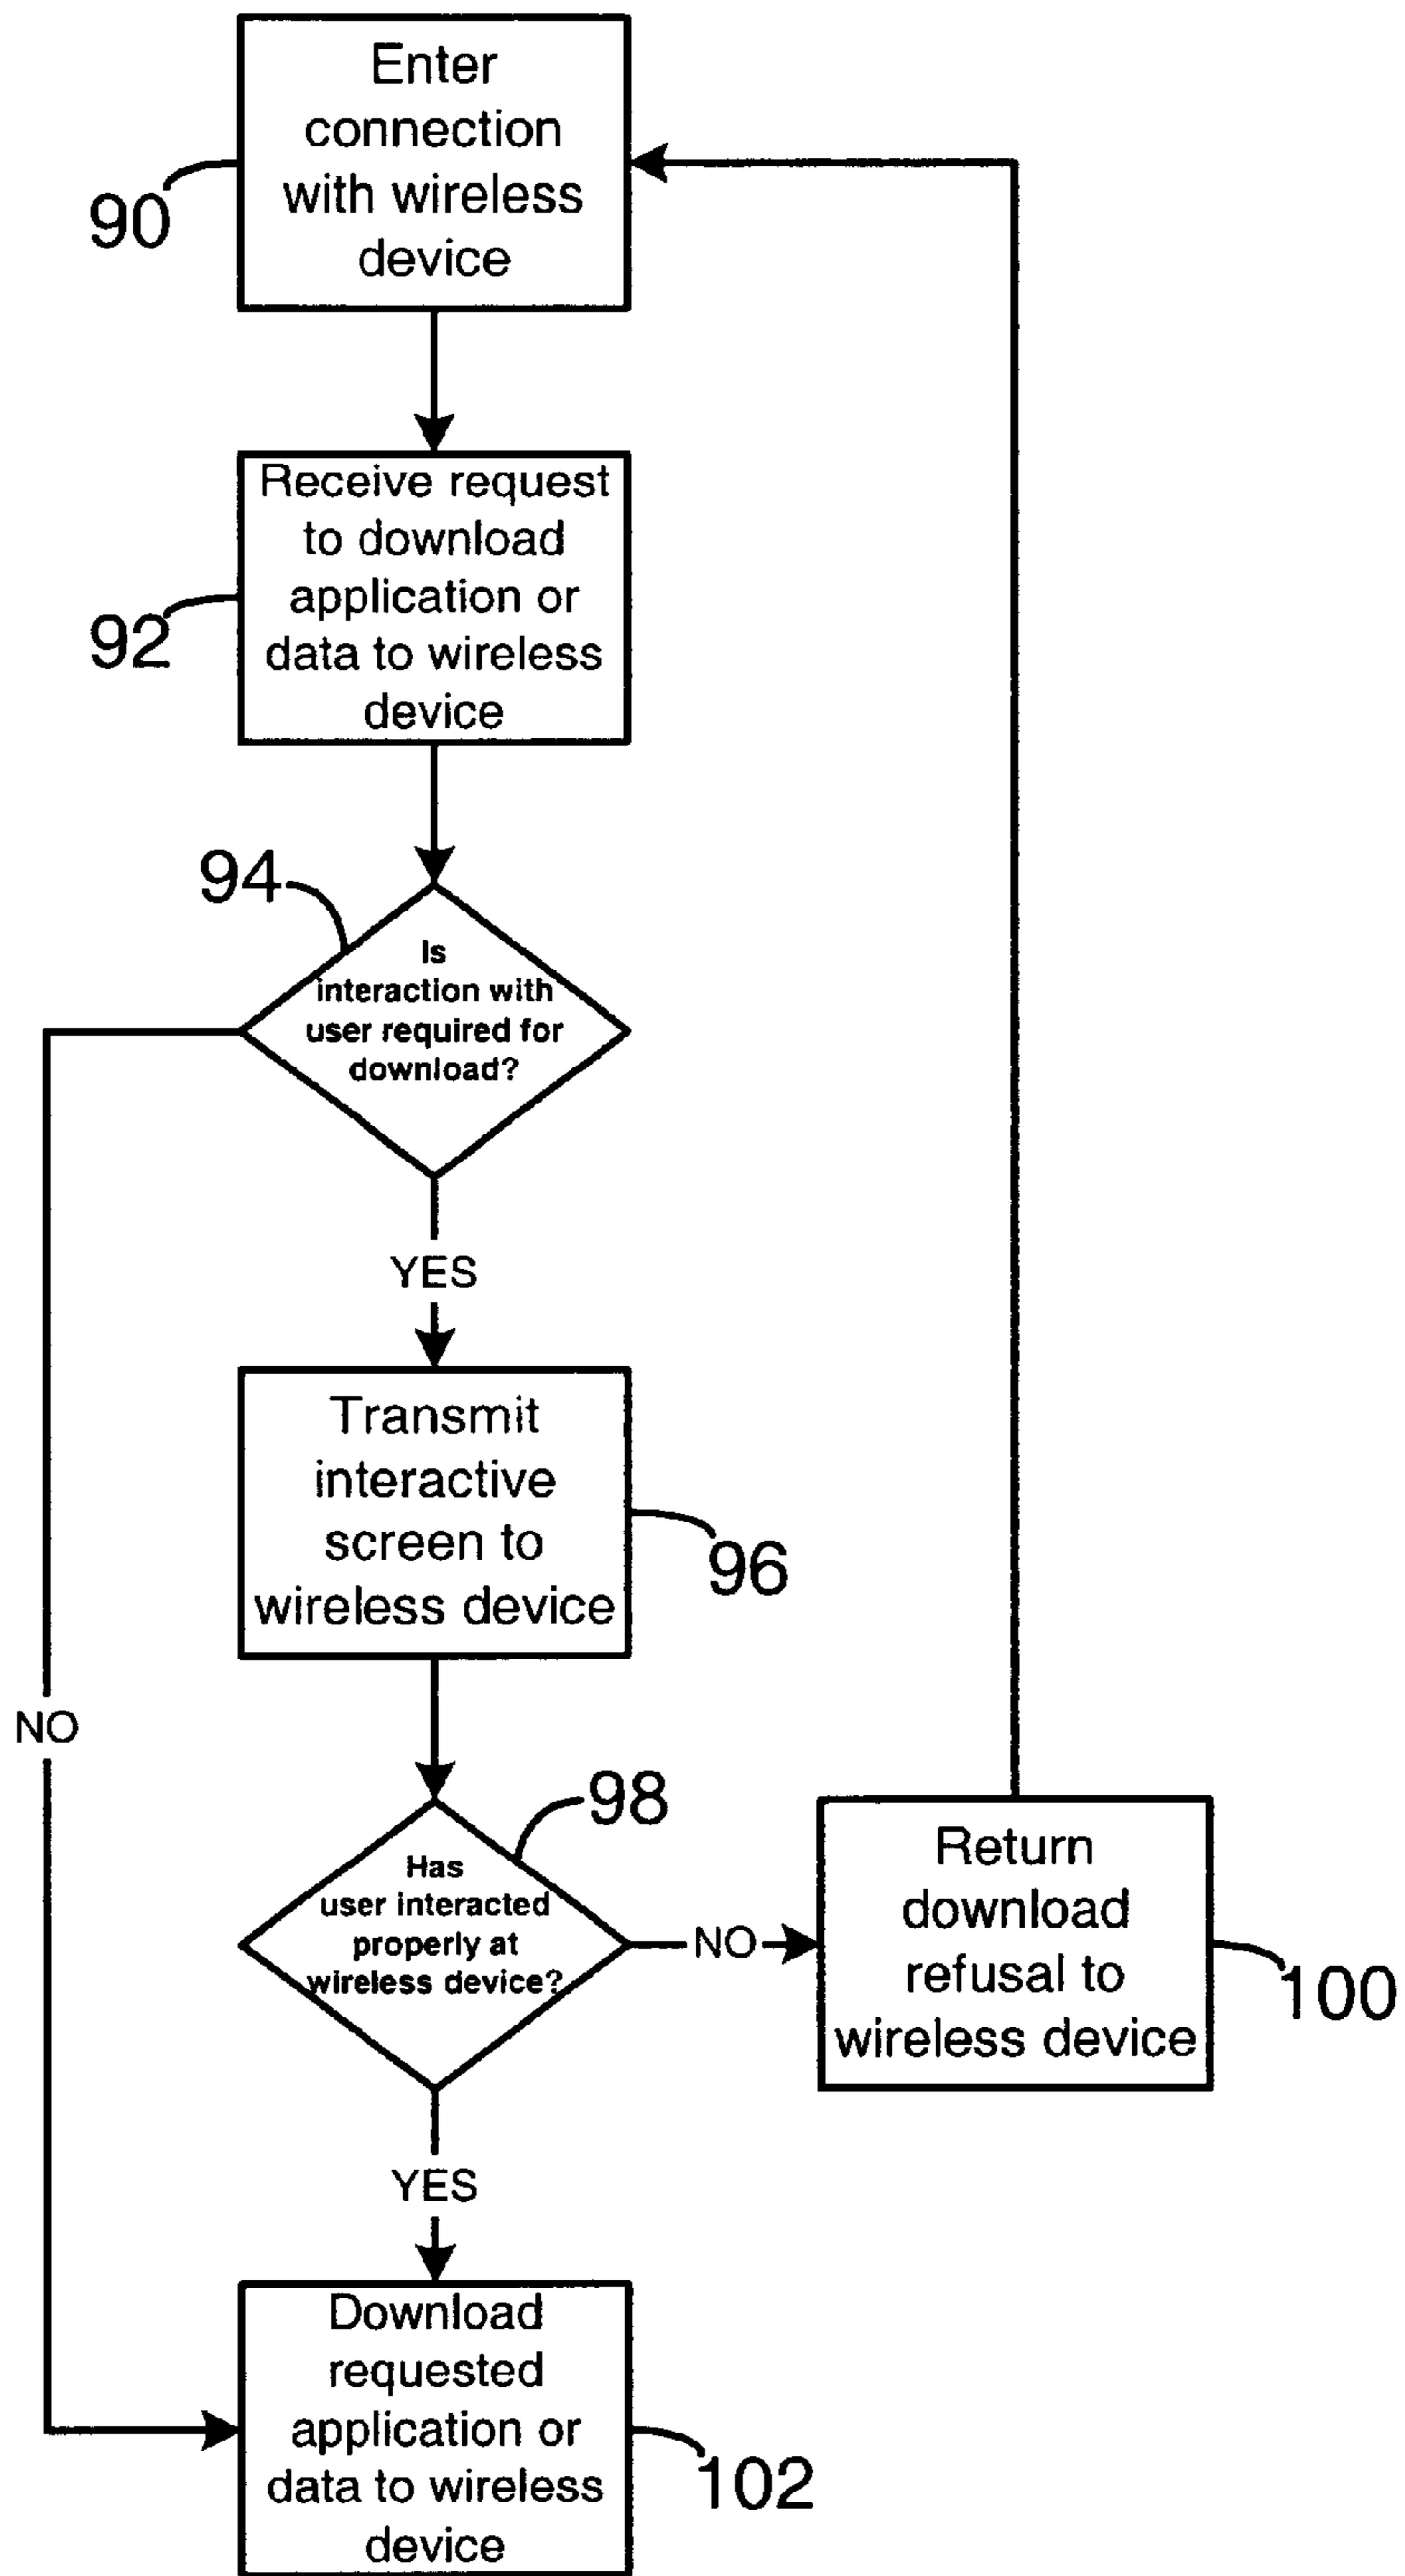 Enter
connection
with wireless
device
90
Receive request
to download
application or
data to wireless
device
92
94
Is
interaction with
user required for
download?
YES
Transmit
interactive
screen to
wireless device
96
NO
98
Has
user interacted
properly at
wireless device?
NO
Return
download
refusal to
wireless device
100
YES
Download
requested
application or
data to wireless
device
102